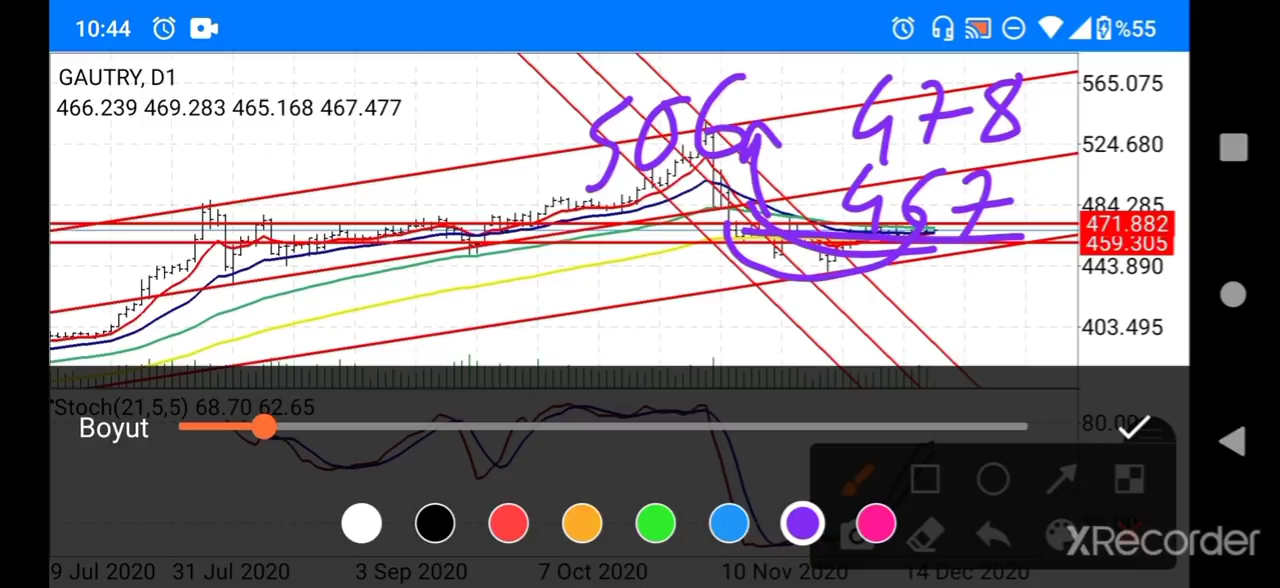 10:44 %55
GAUTRY, D1
466.239 469.283 465.168 467.477
565.075
506
478
524.680
467
484.285
471.882
459.305
443.890
403.495
Stoch(21,5,5) 68.70 62.65
80.00
Boyut
XRecorder
9 Jul 2020 31 Jul 2020 3 Sep 2020 7 Oct 2020 10 Nov 2020 14 Dec 2020